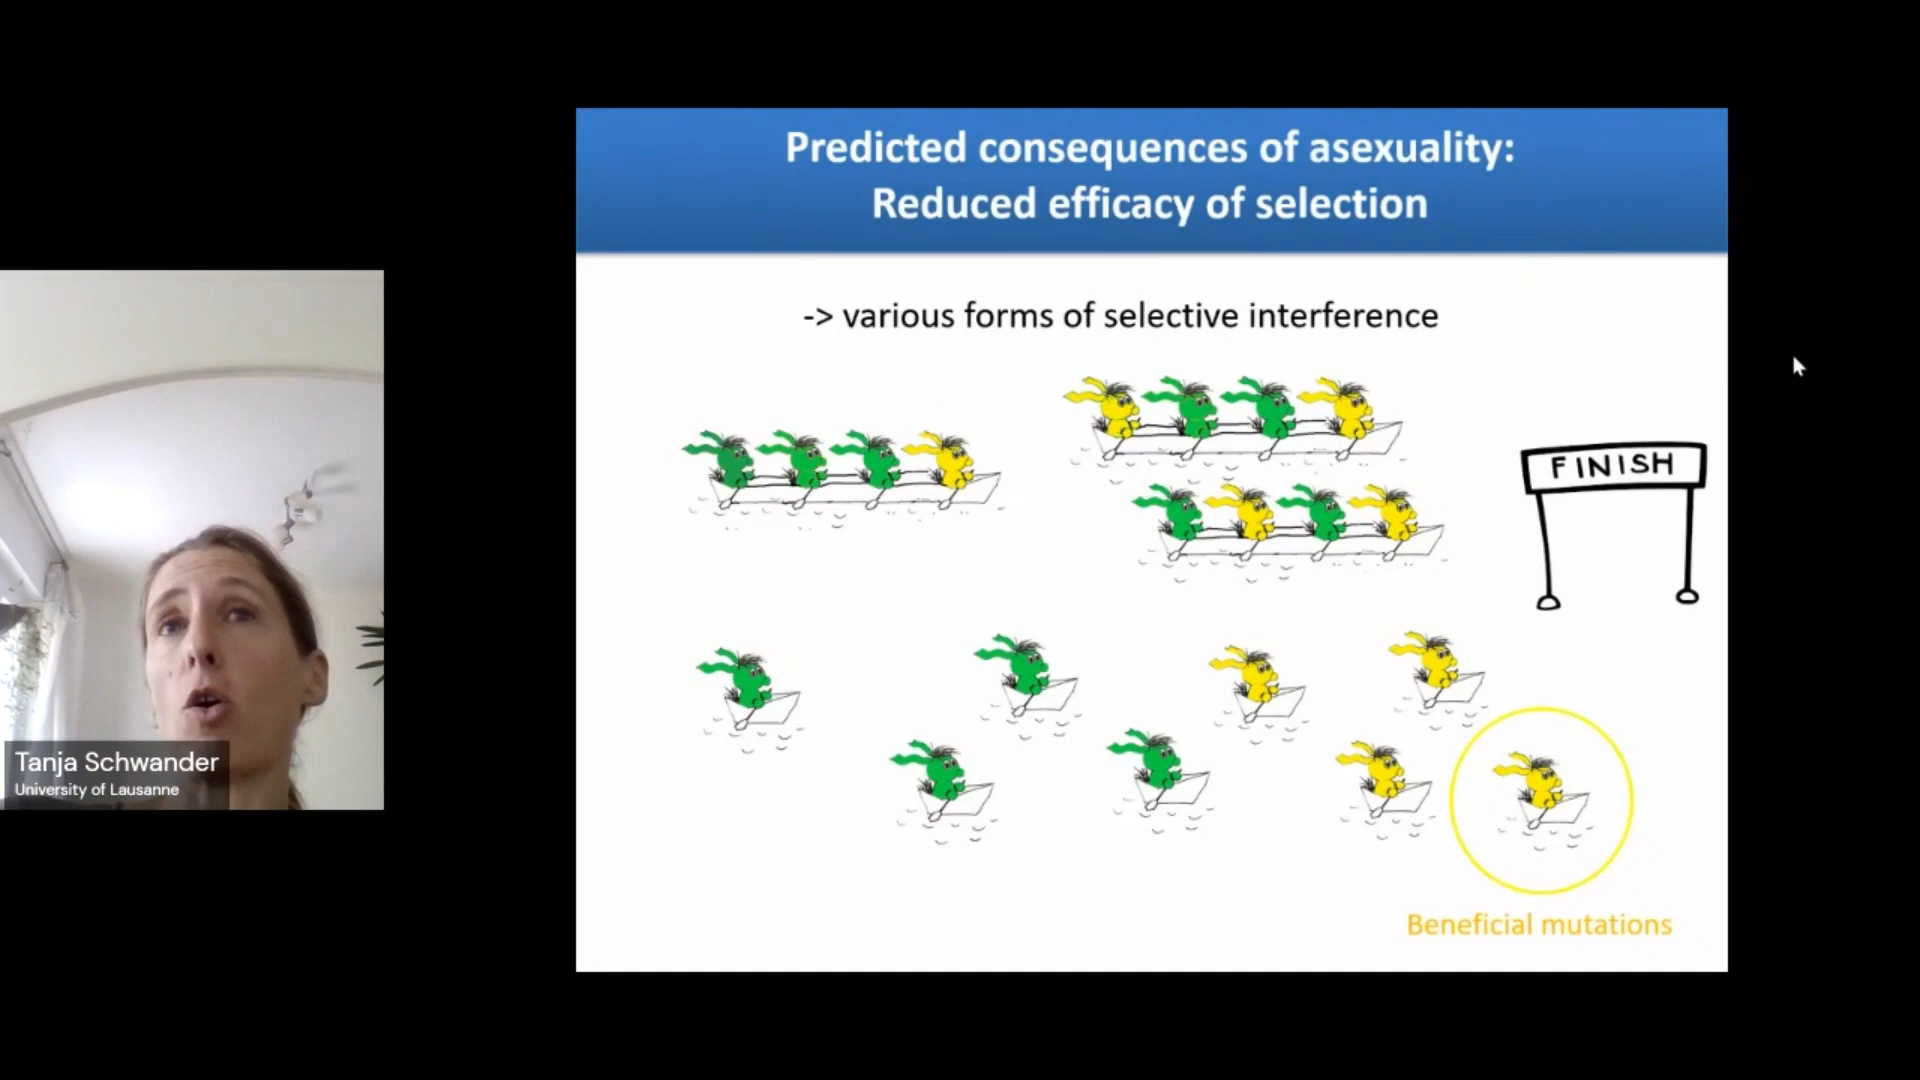 Predicted consequences of asexuality:
Reduced efficacy of selection
-> various forms of selective interference
FINISH
Beneficial mutations
Tanja Schwander
University of Lausanne